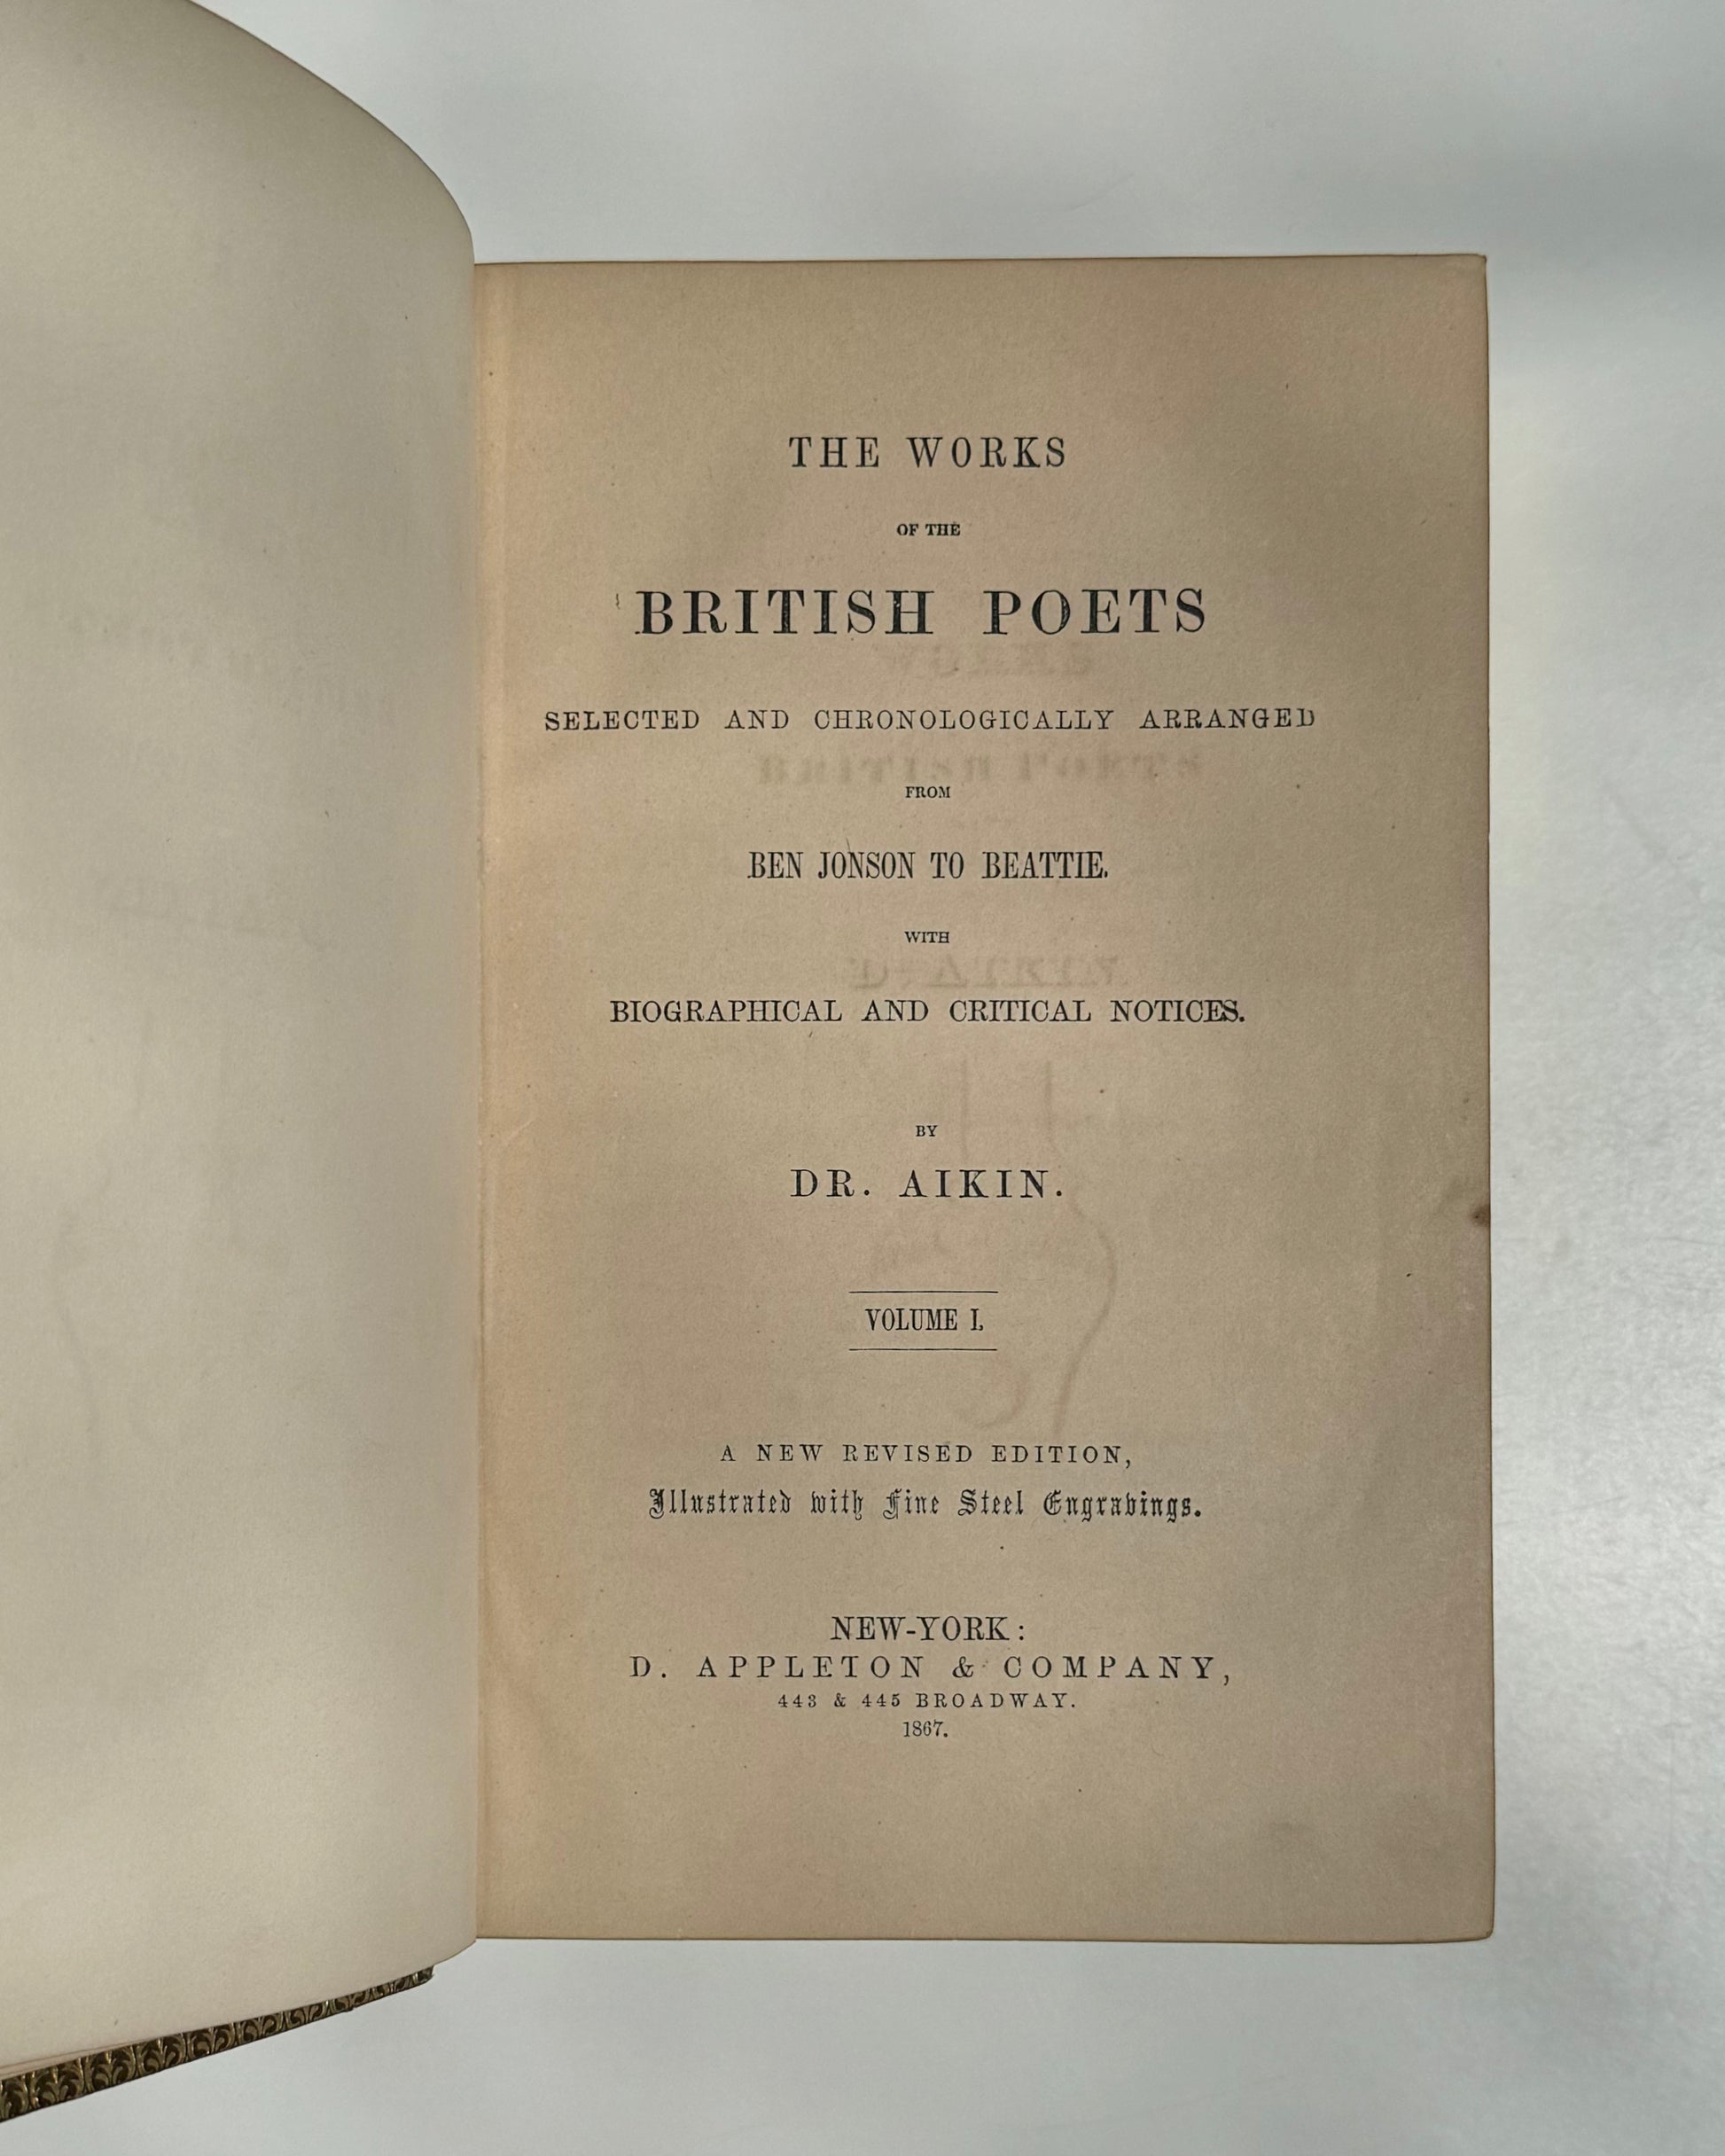 THE WORKS
OF THE
BRITISH POETS
SELECTED AND CHRONOLOGICALLY ARRANGED
FROM
BEN JONSON TO BEATTIE.
WITH
BIOGRAPHICAL AND CRITICAL NOTICES.
BY
DR. AIKIN.
VOLUME I.
A NEW REVISED EDITION,
Illustrated with Fine Steel Engravings.
NEW-YORK:
D. APPLETON & COMPANY,
443 & 445 BROADWAY.
1867.